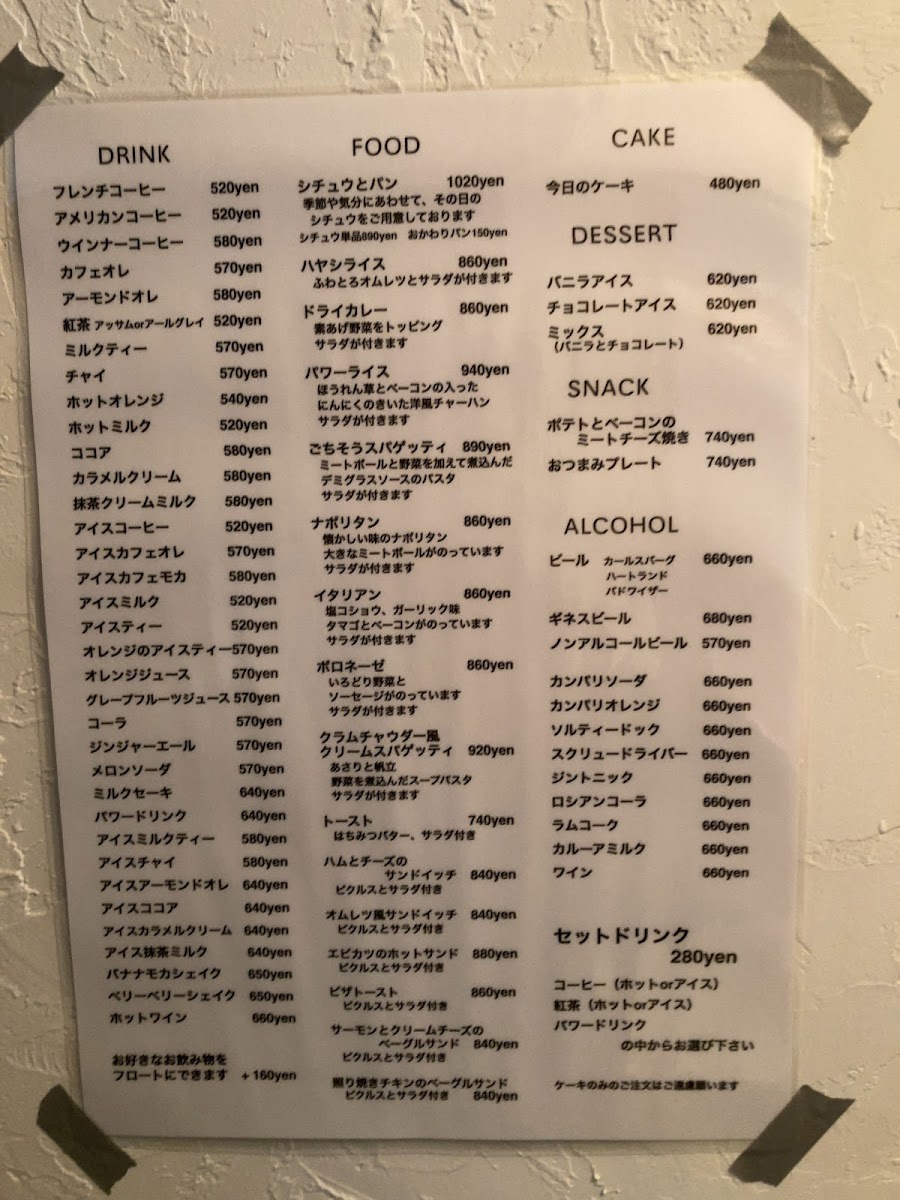 DRINK
フレンチコーヒー 520yen
アメリカンコーヒー 520yen
ウインナーコーヒー 580yen
カフェオレ 570yen
アーモンドオレ 580yen
紅茶 アッサムorアールグレイ 520yen
ミルクティー 570yen
チャイ 570yen
ホットオレンジ 540yen
ホットミルク 520yen
ココア 580yen
カラメルクリーム 580yen
抹茶クリームミルク 580yen
アイスコーヒー 520yen
アイスカフェオレ 570yen
アイスカフェモカ 580yen
アイスミルク 520yen
アイスティー 520yen
オレンジのアイスティー570yen
オレンジジュース 570yen
グレープフルーツジュース 570yen
コーラ 570yen
ジンジャーエール 570yen
メロンソーダ 570yen
ミルクセーキ 640yen
パワードリンク 640yen
アイスミルクティー 580yen
アイスチャイ 580yen
アイスアーモンドオレ 640yen
アイスココア 640yen
アイスカラメルクリーム 640yen
アイス抹茶ミルク 640yen
バナナモカシェイク 650yen
ベリーベリーシェイク 650yen
ホットワイン 660yen
お好きなお飲み物を
フロートにできます +160yen
FOOD
シチュウとパン 1020yen
季節や気分にあわせて、その日の
シチュウをご用意しております
シチュウ単品890yen おかわりパン150yen
ハヤシライス 860yen
ふわとろオムレツとサラダが付きます
ドライカレー 860yen
素あげ野菜をトッピング
サラダが付きます
パワーライス 940yen
ほうれん草とベーコンの入った
にんにくのきいた洋風チャーハン
サラダが付きます
ごちそうスパゲッティ 890yen
ミートボールと野菜を加えて煮込んだ
デミグラスソースのパスタ
サラダが付きます
ナポリタン 860yen
懐かしい味のナポリタン
大きなミートボールがのっています
サラダが付きます
イタリアン 860yen
塩コショウ、ガーリック味
タマゴとベーコンがのっています
サラダが付きます
ボロネーゼ 860yen
いろどり野菜と
ソーセージがのっています
サラダが付きます
クラムチャウダー風
クリームスパゲッティ 920yen
あさりと帆立
野菜を煮込んだスープパスタ
サラダが付きます
トースト 740yen
はちみつバター、サラダ付き
ハムとチーズの
サンドイッチ 840yen
ピクルスとサラダ付き
オムレツ風サンドイッチ 840yen
ピクルスとサラダ付き
エビカツのホットサンド 880yen
ピクルスとサラダ付き
ピザトースト 860yen
ピクルスとサラダ付き
サーモンとクリームチーズの
ベーグルサンド 840yen
ピクルスとサラダ付き
照り焼きチキンのベーグルサンド
ピクルスとサラダ付き 840yen
CAKE
今日のケーキ 480yen
DESSERT
バニラアイス 620yen
チョコレートアイス 620yen
ミックス 620yen
（バニラとチョコレート）
SNACK
ポテトとベーコンの
ミートチーズ焼き 740yen
おつまみプレート 740yen
ALCOHOL
ビール カールスバーグ 660yen
ハートランド
バドワイザー
ギネスビール 680yen
ノンアルコールビール 570yen
カンパリソーダ 660yen
カンパリオレンジ 660yen
ソルティードック 660yen
スクリュードライバー 660yen
ジントニック 660yen
ロシアンコーラ 660yen
ラムコーク 660yen
カルーアミルク 660yen
ワイン 660yen
セットドリンク
280yen
コーヒー（ホットorアイス）
紅茶（ホットorアイス）
パワードリンク
の中からお選び下さい
ケーキのみのご注文はご遠慮願います